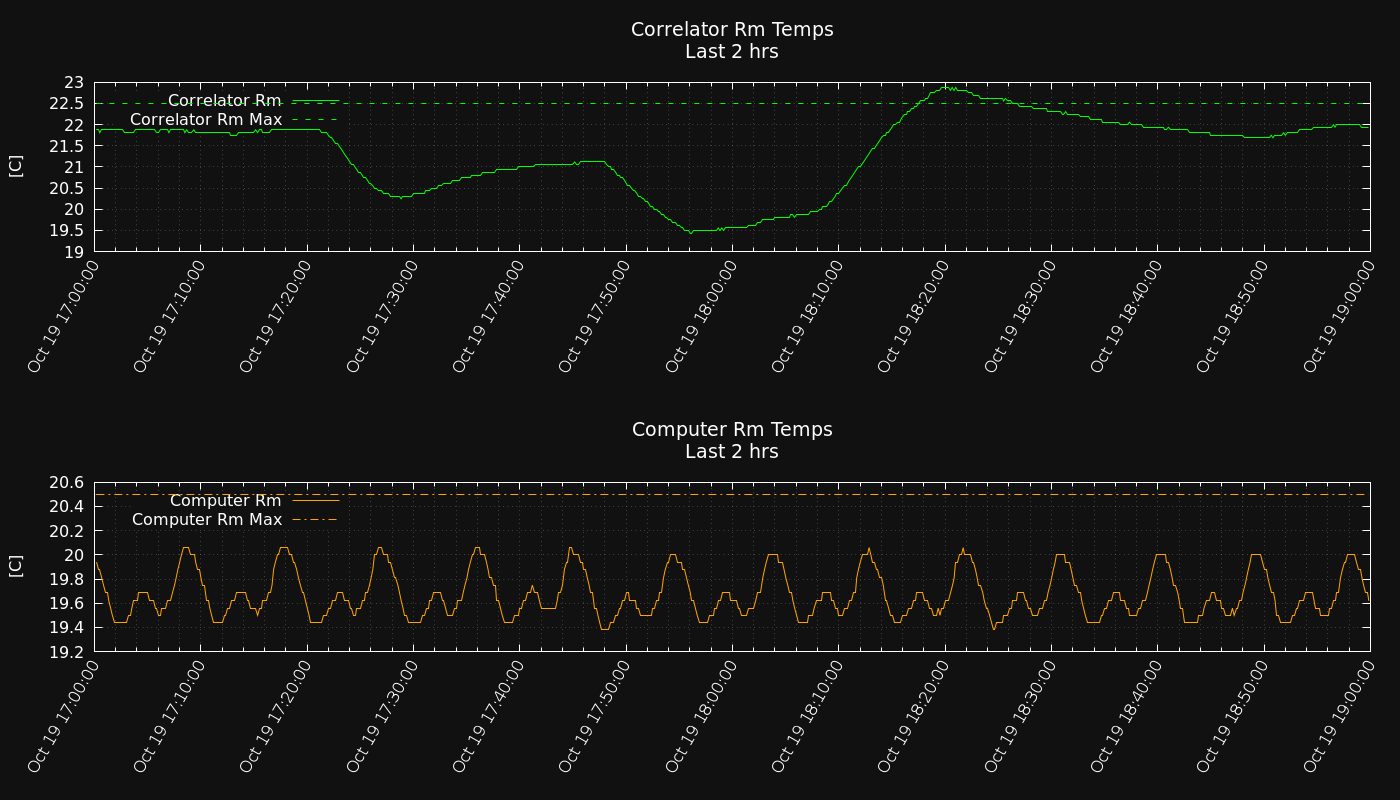 Correlator Rm Temps
Last 2 hrs
23
22.5
22
21.5
21
20.5
20
19.5
19
[C]
Correlator Rm
Correlator Rm Max
Oct 19 17:00:00
Oct 19 17:10:00
Oct 19 17:20:00
Oct 19 17:30:00
Oct 19 17:40:00
Oct 19 17:50:00
Oct 19 18:00:00
Oct 19 18:10:00
Oct 19 18:20:00
Oct 19 18:30:00
Oct 19 18:40:00
Oct 19 18:50:00
Oct 19 19:00:00
Computer Rm Temps
Last 2 hrs
20.6
20.4
20.2
20
19.8
19.6
19.4
19.2
[C]
Computer Rm
Computer Rm Max
Oct 19 17:00:00
Oct 19 17:10:00
Oct 19 17:20:00
Oct 19 17:30:00
Oct 19 17:40:00
Oct 19 17:50:00
Oct 19 18:00:00
Oct 19 18:10:00
Oct 19 18:20:00
Oct 19 18:30:00
Oct 19 18:40:00
Oct 19 18:50:00
Oct 19 19:00:00